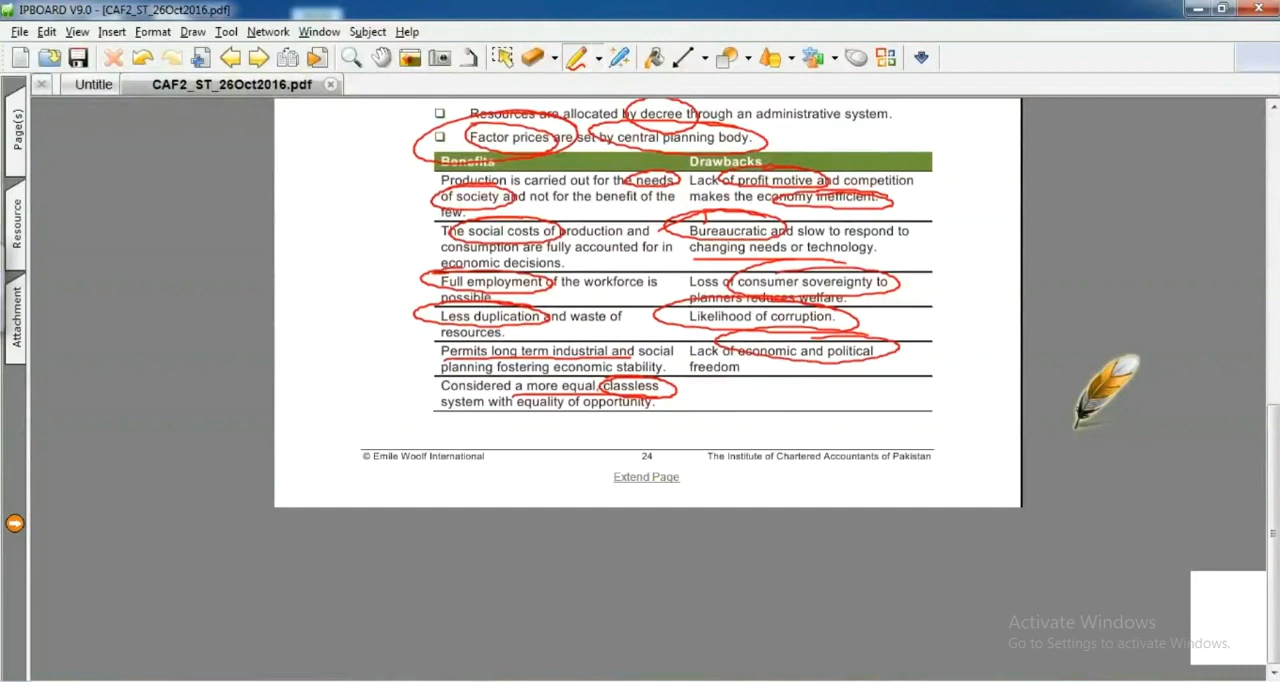 IPBOARD V9.0 - [CAF2_ST_26Oct2016.pdf]
File Edit View Insert Format Draw Tool Network Window Subject Help
Untitle CAF2_ST_26Oct2016.pdf
Page(s)
Resource
Attachment
Resources are allocated by decree through an administrative system.
Factor prices are set by central planning body.
Benefits Drawbacks
Production is carried out for the needs Lack of profit motive and competition
of society and not for the benefit of the makes the economy inefficient.
few.
The social costs of production and Bureaucratic and slow to respond to
consumption are fully accounted for in changing needs or technology.
economic decisions.
Full employment of the workforce is Loss of consumer sovereignty to
possible planners reduces welfare.
Less duplication and waste of Likelihood of corruption.
resources.
Permits long term industrial and social Lack of economic and political
planning fostering economic stability. freedom
Considered a more equal, classless
system with equality of opportunity.
© Emile Woolf International 24 The Institute of Chartered Accountants of Pakistan
Extend Page
Activate Windows
Go to Settings to activate Windows.